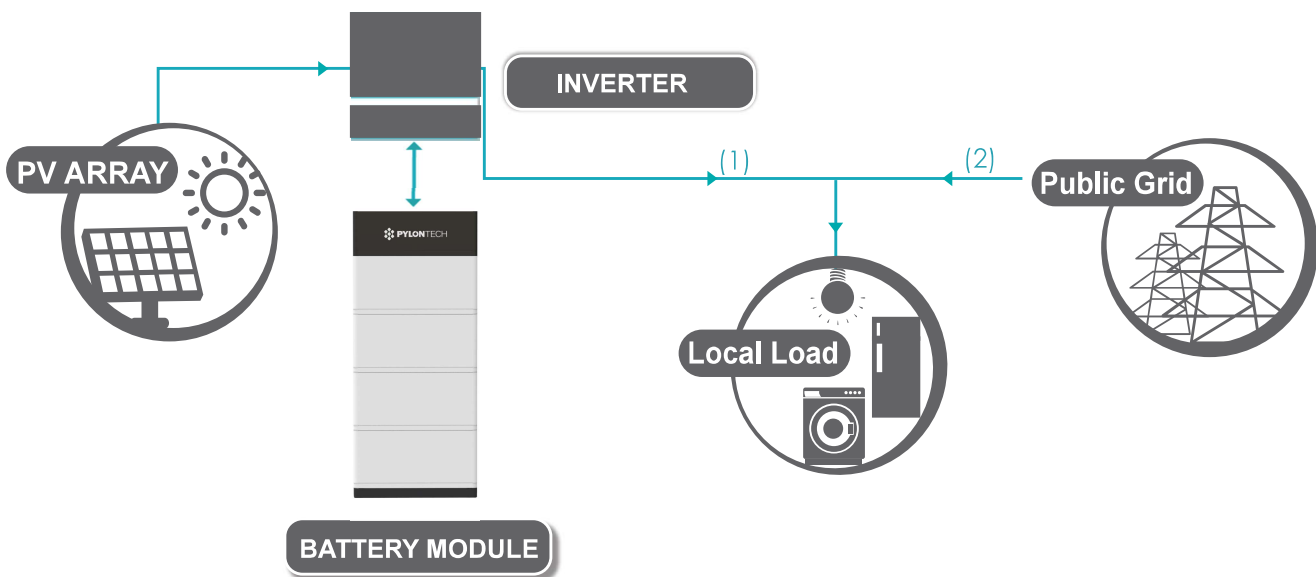 INVERTER
PV ARRAY
(1)
(2)
Public Grid
PYLONTECH
Local Load
BATTERY MODULE